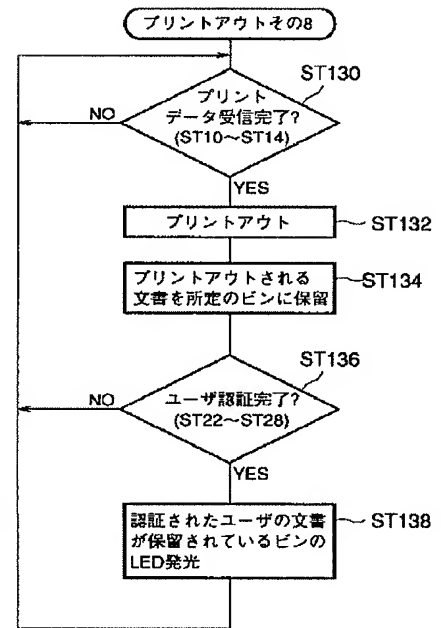 プリントアウトその8
ST130
プリント
データ受信完了?
(ST10〜ST14)
NO
YES
プリントアウト
ST132
プリントアウトされる
文書を所定のビンに保留
ST134
ST136
ユーザ認証完了?
(ST22〜ST28)
NO
YES
認証されたユーザの文書
が保留されているビンの
LED発光
ST138